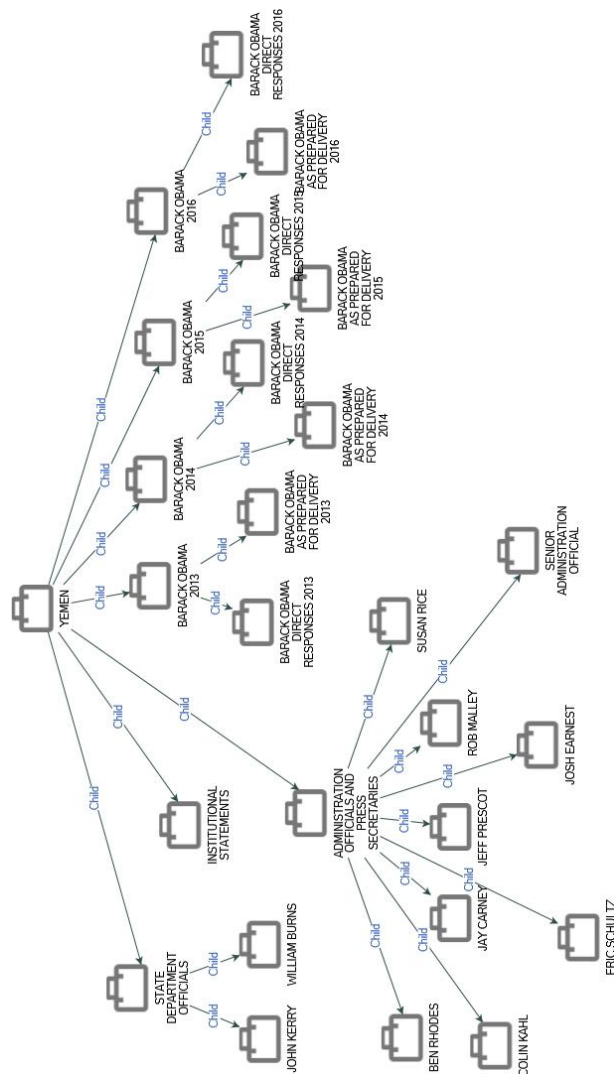 YEMEN
Child
Child
Child
Child
Child
Child
Child
STATE
DEPARTMENT
OFFICIALS
Child
Child
JOHN KERRY
WILLIAM BURNS
INSTITUTIONAL
STATEMENTS
ADMINISTRATION
OFFICIALS AND
PRESS
SECRETARIES
Child
Child
Child
Child
Child
Child
Child
Child
Child
BEN RHODES
COLIN KAHL
JAY CARNEY
ERIC SCHULTZ
JEFF PRESCOT
JOSH EARNEST
ROB MALLEY
SENIOR
ADMINISTRATION
OFFICIAL
SUSAN RICE
BARACK OBAMA
2013
Child
Child
BARACK OBAMA
DIRECT
RESPONSES 2013
BARACK OBAMA
AS PREPARED
FOR DELIVERY
2013
BARACK OBAMA
2014
Child
Child
BARACK OBAMA
AS PREPARED
FOR DELIVERY
2014
BARACK OBAMA
DIRECT
RESPONSES 2014
BARACK OBAMA
2015
Child
Child
BARACK OBAMA
AS PREPARED
FOR DELIVERY
2015
BARACK OBAMA
DIRECT
RESPONSES 2015
BARACK OBAMA
2016
Child
Child
BARACK OBAMA
AS PREPARED
FOR DELIVERY
2016
BARACK OBAMA
DIRECT
RESPONSES 2016